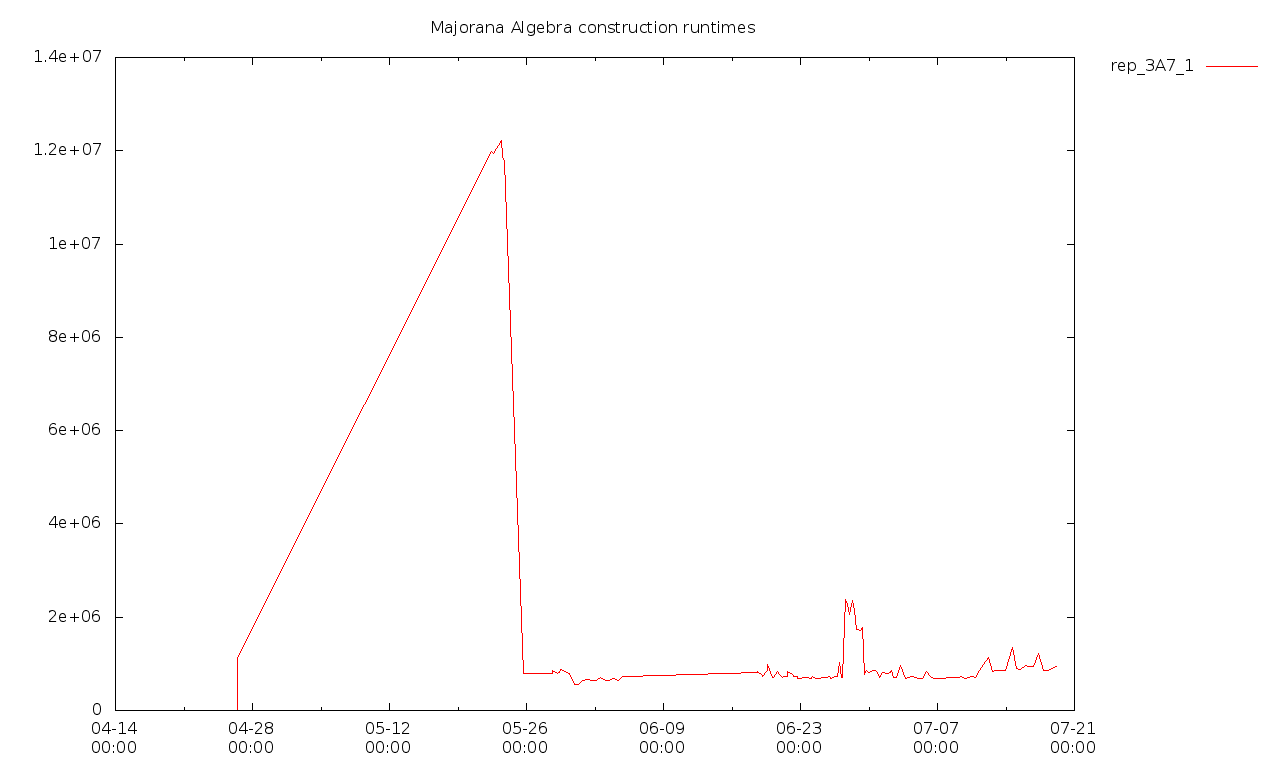 Majorana Algebra construction runtimes
1.4e+07
1.2e+07
1e+07
8e+06
6e+06
4e+06
2e+06
0
04-14 04-28 05-12 05-26 06-09 06-23 07-07 07-21
00:00 00:00 00:00 00:00 00:00 00:00 00:00 00:00
rep_3A7_1